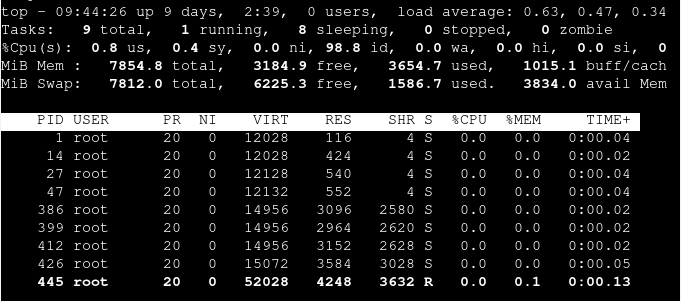 top - 09:44:26 up 9 days, 2:39, 0 users, load average: 0.63, 0.47, 0.34
Tasks: 9 total, 1 running, 8 sleeping, 0 stopped, 0 zombie
%Cpu(s): 0.8 us, 0.4 sy, 0.0 ni, 98.8 id, 0.0 wa, 0.0 hi, 0.0 si, 0
MiB Mem : 7854.8 total, 3184.9 free, 3654.7 used, 1015.1 buff/cach
MiB Swap: 7812.0 total, 6225.3 free, 1586.7 used. 3834.0 avail Mem
PID USER PR NI VIRT RES SHR S %CPU %MEM TIME+
1 root 20 0 12028 116 4 S 0.0 0.0 0:00.04
14 root 20 0 12028 424 4 S 0.0 0.0 0:00.02
27 root 20 0 12128 540 4 S 0.0 0.0 0:00.04
47 root 20 0 12132 552 4 S 0.0 0.0 0:00.04
386 root 20 0 14956 3096 2580 S 0.0 0.0 0:00.02
399 root 20 0 14956 2964 2620 S 0.0 0.0 0:00.02
412 root 20 0 14956 3152 2628 S 0.0 0.0 0:00.02
426 root 20 0 15072 3584 3028 S 0.0 0.0 0:00.05
445 root 20 0 52028 4248 3632 R 0.0 0.1 0:00.13